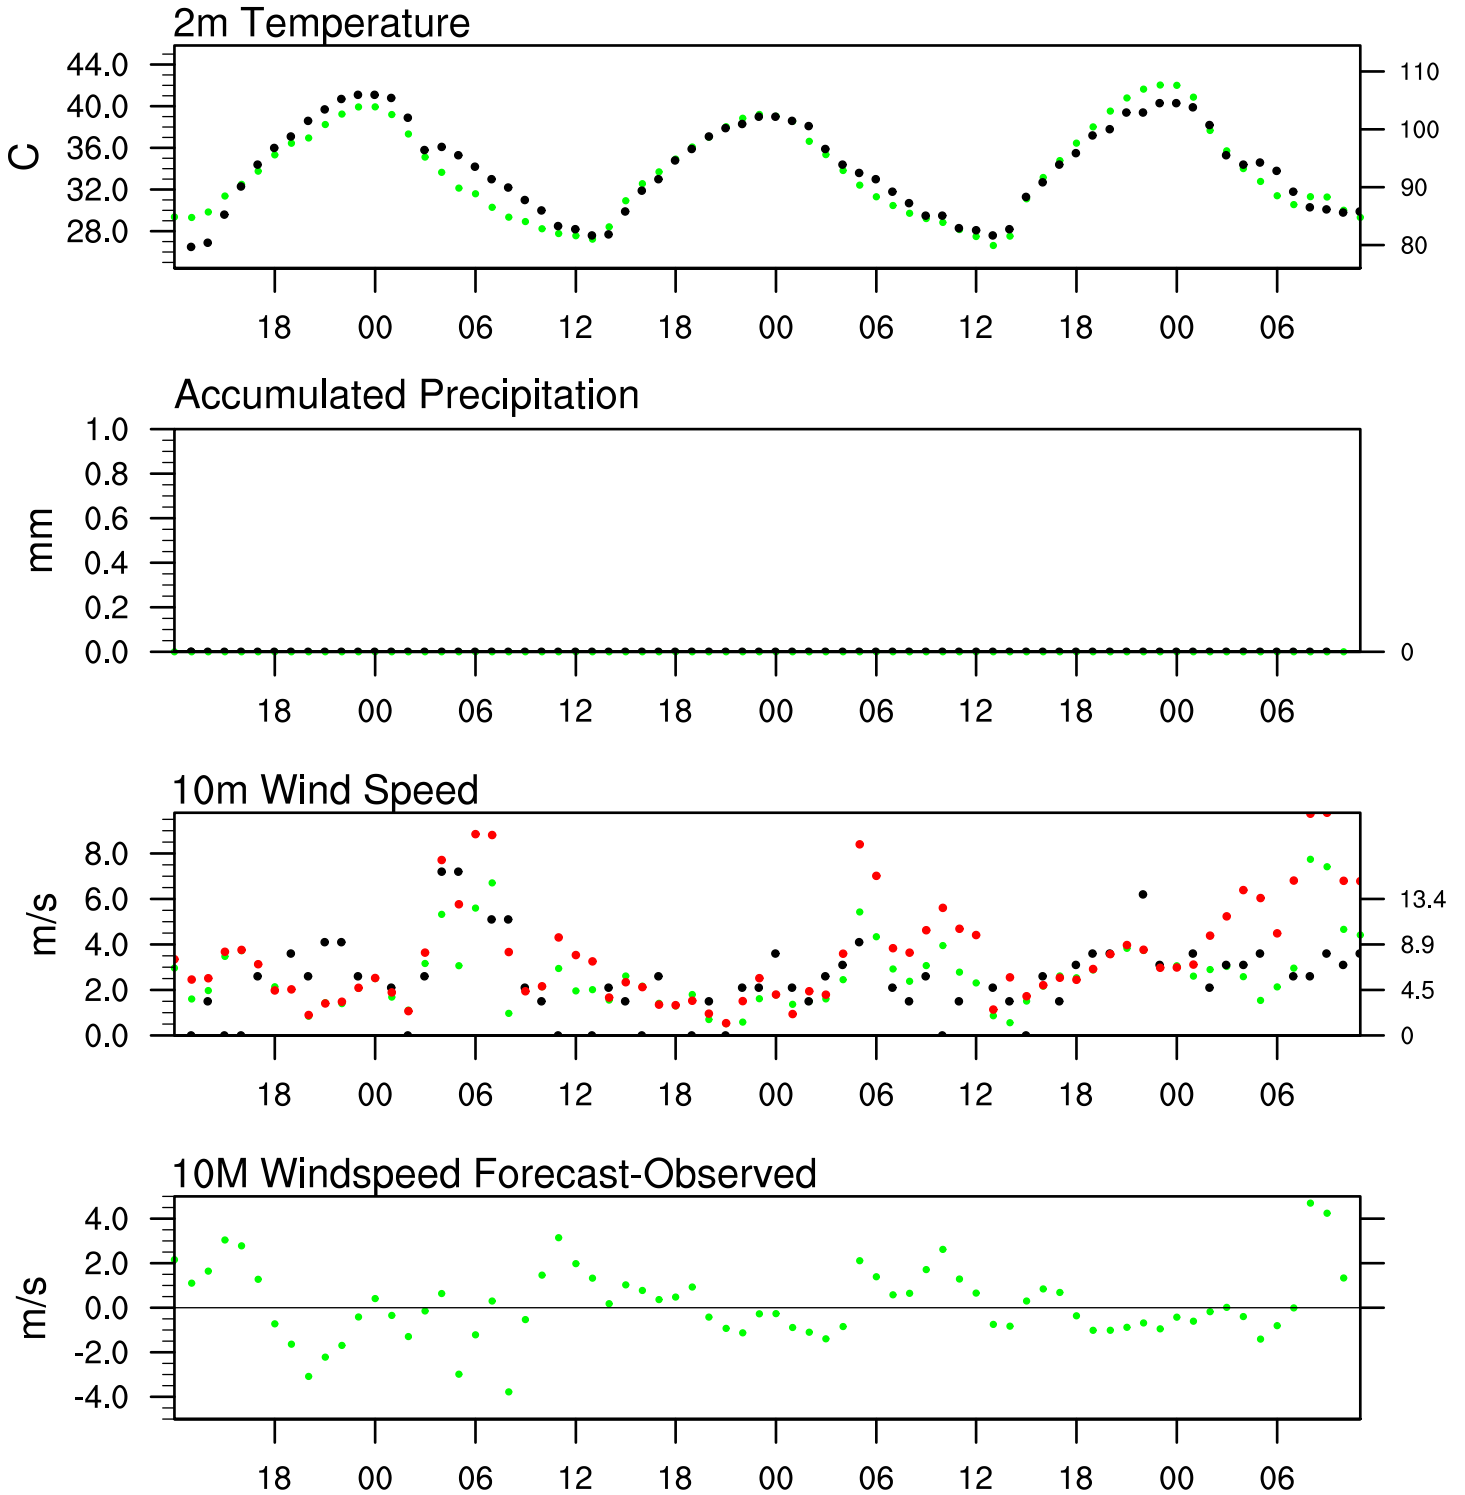 2m Temperature
44.0
40.0
36.0
32.0
28.0
C
110
100
90
80
18 00 06 12 18 00 06 12 18 00 06
Accumulated Precipitation
1.0
0.8
0.6
0.4
0.2
0.0
mm
0
18 00 06 12 18 00 06 12 18 00 06
10m Wind Speed
8.0
6.0
4.0
2.0
0.0
m/s
13.4
8.9
4.5
0
18 00 06 12 18 00 06 12 18 00 06
10M Windspeed Forecast-Observed
4.0
2.0
0.0
-2.0
-4.0
m/s
18 00 06 12 18 00 06 12 18 00 06